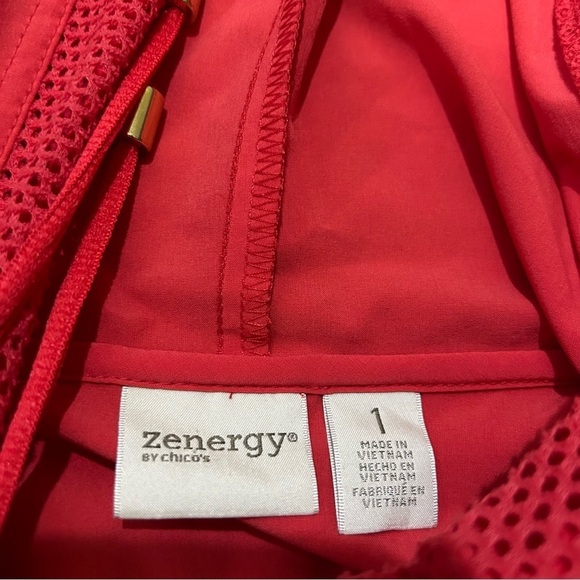 zenergy®
BY chico's
1
MADE IN
VIETNAM
HECHO EN
VIETNAM
FABRIQUÉ EN
VIETNAM